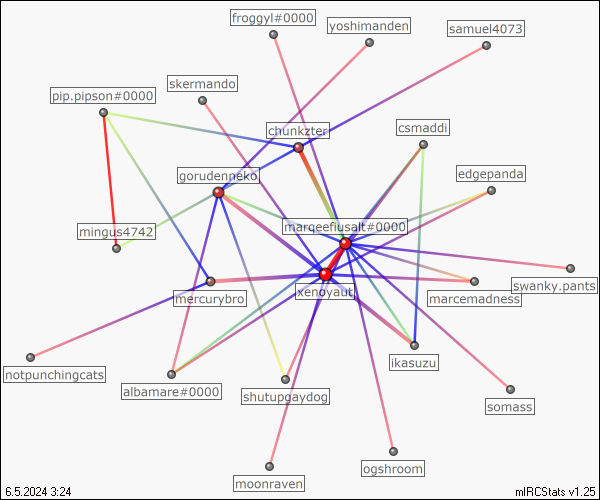 froggyl#0000
yoshimanden
samuel4073
skermando
pip.pipson#0000
chunkzter
csmaddi
edgepanda
gorudenneko
mingus4742
marqeefiusalt#0000
swanky.pants
xenoyaut
mercurybro
marcemadness
notpunchingcats
ikasuzu
albamare#0000
shutupgaydog
somass
ogshroom
moonraven
6.5.2024 3:24
mIRCStats v1.25